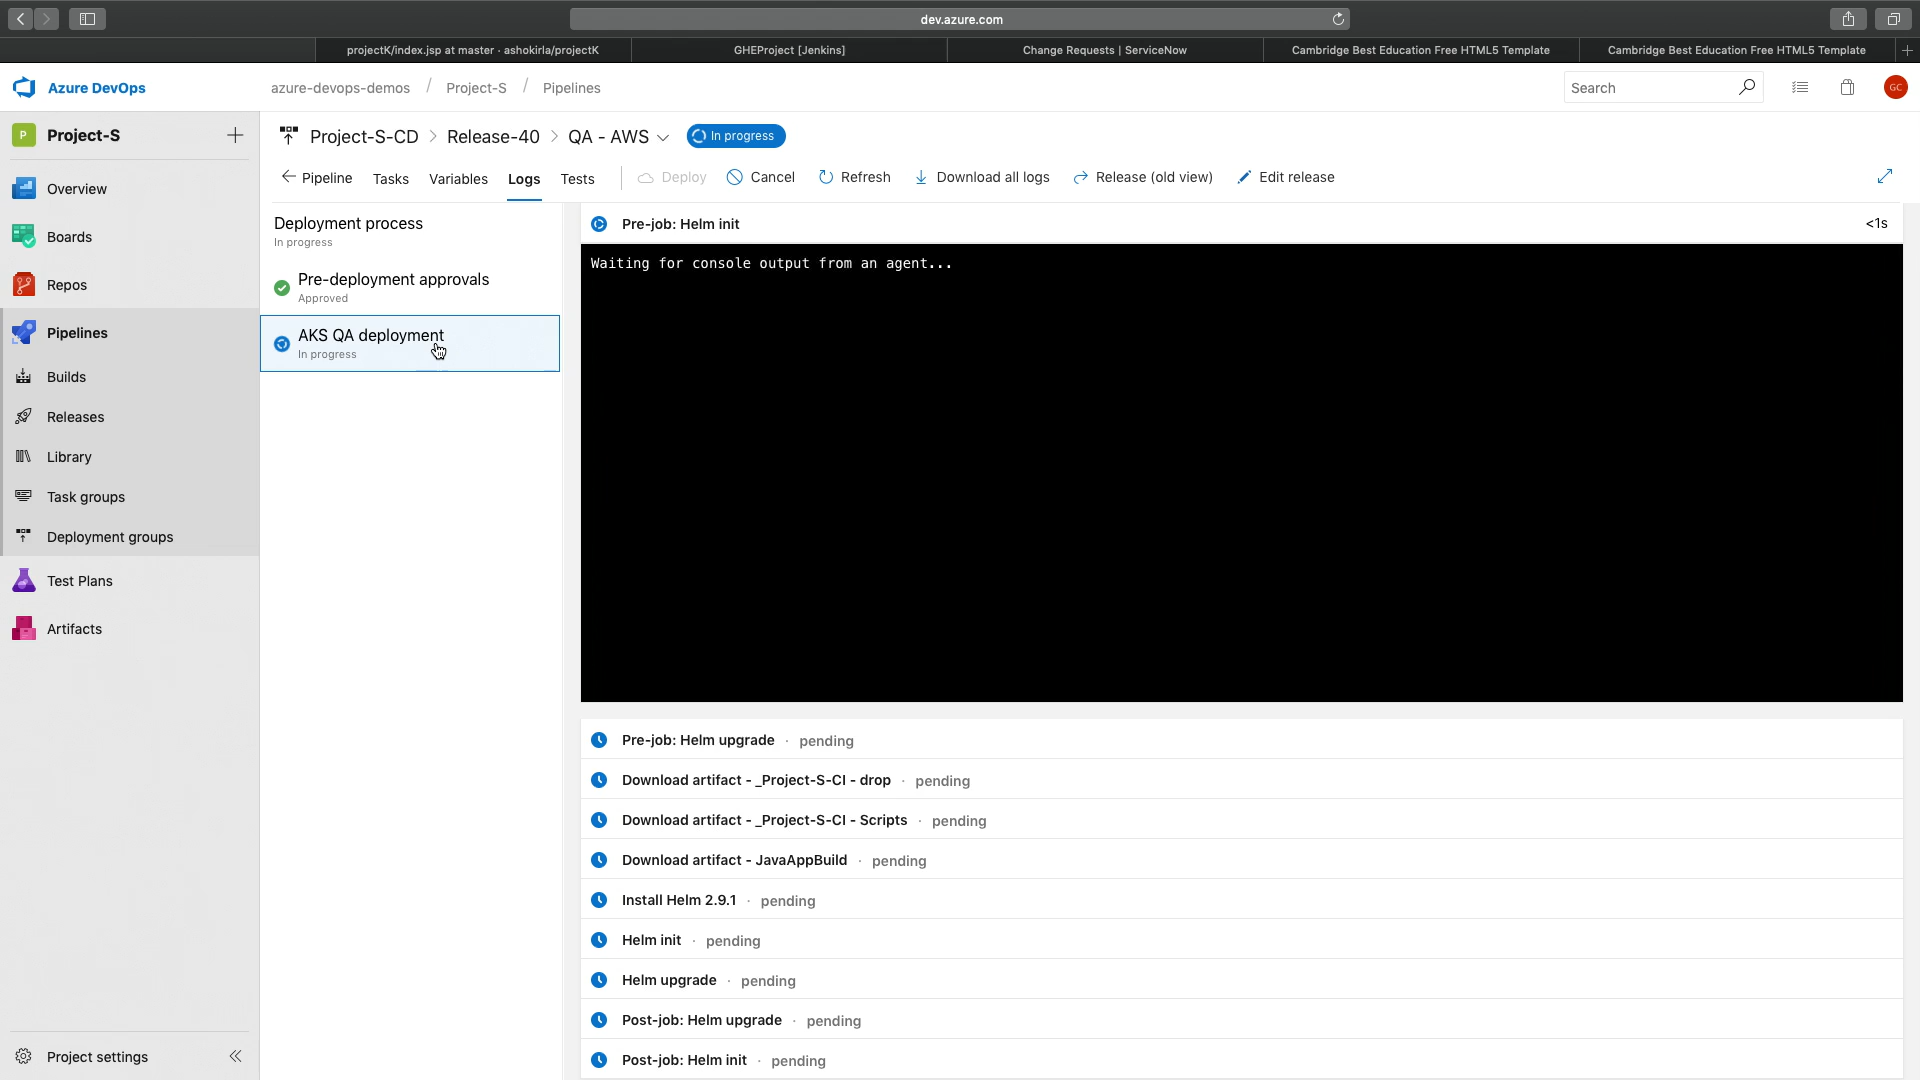 dev.azure.com
projectK/index.jsp at master · ashokirla/projectK
GHEProject [Jenkins]
Change Requests | ServiceNow
Cambridge Best Education Free HTML5 Template
Cambridge Best Education Free HTML5 Template
Azure DevOps
azure-devops-demos / Project-S / Pipelines
Search
GC
P Project-S
Project-S-CD > Release-40 > QA - AWS
In progress
Overview
Boards
Repos
Pipelines
Builds
Releases
Library
Task groups
Deployment groups
Test Plans
Artifacts
Project settings
Pipeline
Tasks
Variables
Logs
Tests
Deploy
Cancel
Refresh
Download all logs
Release (old view)
Edit release
Deployment process
In progress
Pre-deployment approvals
Approved
AKS QA deployment
In progress
Pre-job: Helm init
<1s
Waiting for console output from an agent...
Pre-job: Helm upgrade · pending
Download artifact - _Project-S-CI - drop · pending
Download artifact - _Project-S-CI - Scripts · pending
Download artifact - JavaAppBuild · pending
Install Helm 2.9.1 · pending
Helm init · pending
Helm upgrade · pending
Post-job: Helm upgrade · pending
Post-job: Helm init · pending